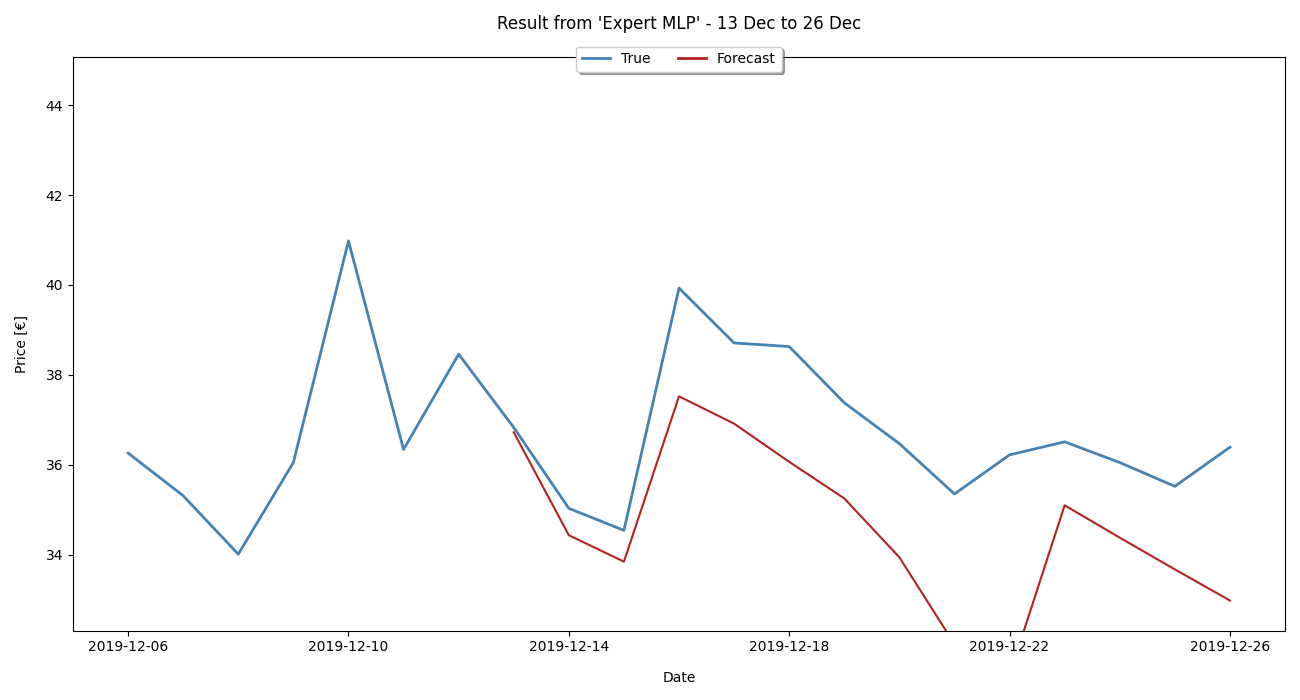 Result from 'Expert MLP' - 13 Dec to 26 Dec
True Forecast
44
42
40
38
36
34
Price [€]
2019-12-06 2019-12-10 2019-12-14 2019-12-18 2019-12-22 2019-12-26
Date